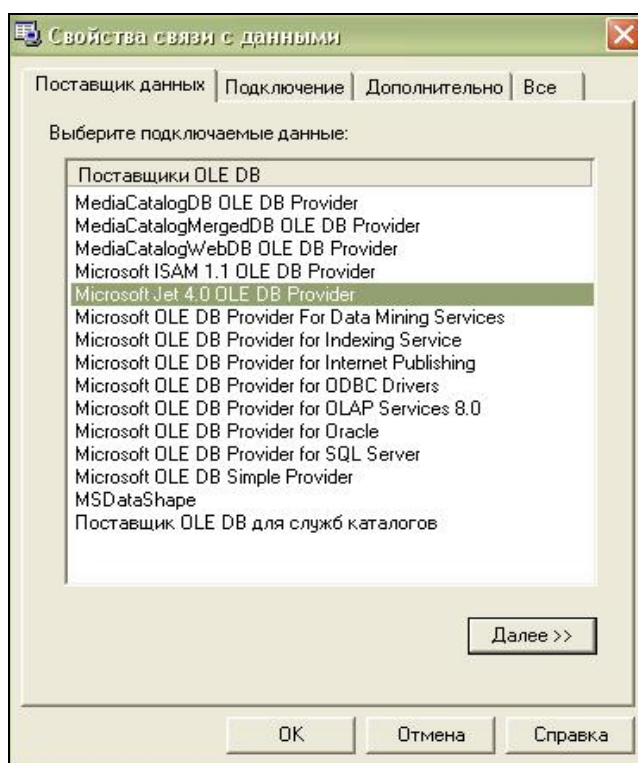 Свойства связи с данными
Поставщик данных Подключение Дополнительно Все
Выберите подключаемые данные:
Поставщики OLE DB
MediaCatalogDB OLE DB Provider
MediaCatalogMergedDB OLE DB Provider
MediaCatalogWebDB OLE DB Provider
Microsoft ISAM 1.1 OLE DB Provider
Microsoft Jet 4.0 OLE DB Provider
Microsoft OLE DB Provider For Data Mining Services
Microsoft OLE DB Provider for Indexing Service
Microsoft OLE DB Provider for Internet Publishing
Microsoft OLE DB Provider for ODBC Drivers
Microsoft OLE DB Provider for OLAP Services 8.0
Microsoft OLE DB Provider for Oracle
Microsoft OLE DB Provider for SQL Server
Microsoft OLE DB Simple Provider
MSDataShape
Поставщик OLE DB для служб каталогов
Далее >>
ОК Отмена Справка